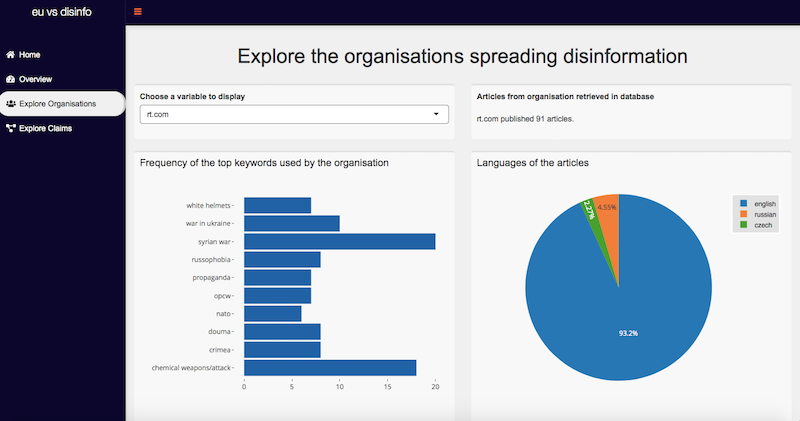 eu vs disinfo
Home
Overview
Explore Organisations
Explore Claims
Explore the organisations spreading disinformation
Choose a variable to display
rt.com
Articles from organisation retrieved in database
rt.com published 91 articles.
Frequency of the top keywords used by the organisation
white helmets
war in ukraine
syrian war
russophobia
propaganda
opcw
nato
douma
crimea
chemical weapons/attack
0 5 10 15 20
Languages of the articles
2.27%
4.55%
93.2%
english
russian
czech